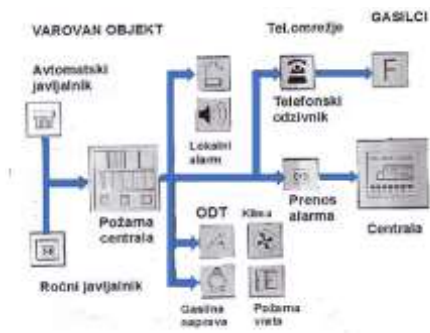 VAROVAN OBJEKT
Tel.omrežje
GASILCI
Avtomatski
javljalnik
F
Telefonski
odzivnik
Lokalni
alarm
Požarna
centrala
Prenos
alarma
Centrala
ODT
Klima
Ročni javljalnik
Gasilna
naprava
Požarna
vrata